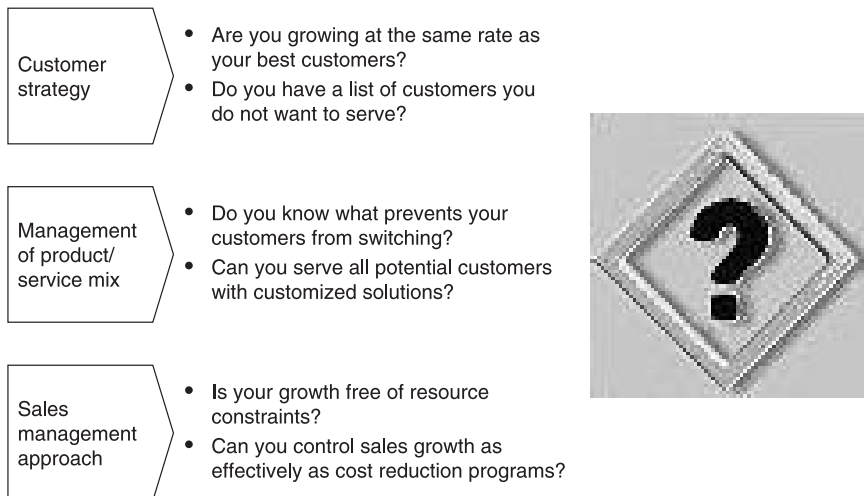 Customer
strategy
• Are you growing at the same rate as
your best customers?
• Do you have a list of customers you
do not want to serve?
Management
of product/
service mix
• Do you know what prevents your
customers from switching?
• Can you serve all potential customers
with customized solutions?
Sales
management
approach
• Is your growth free of resource
constraints?
• Can you control sales growth as
effectively as cost reduction programs?
?